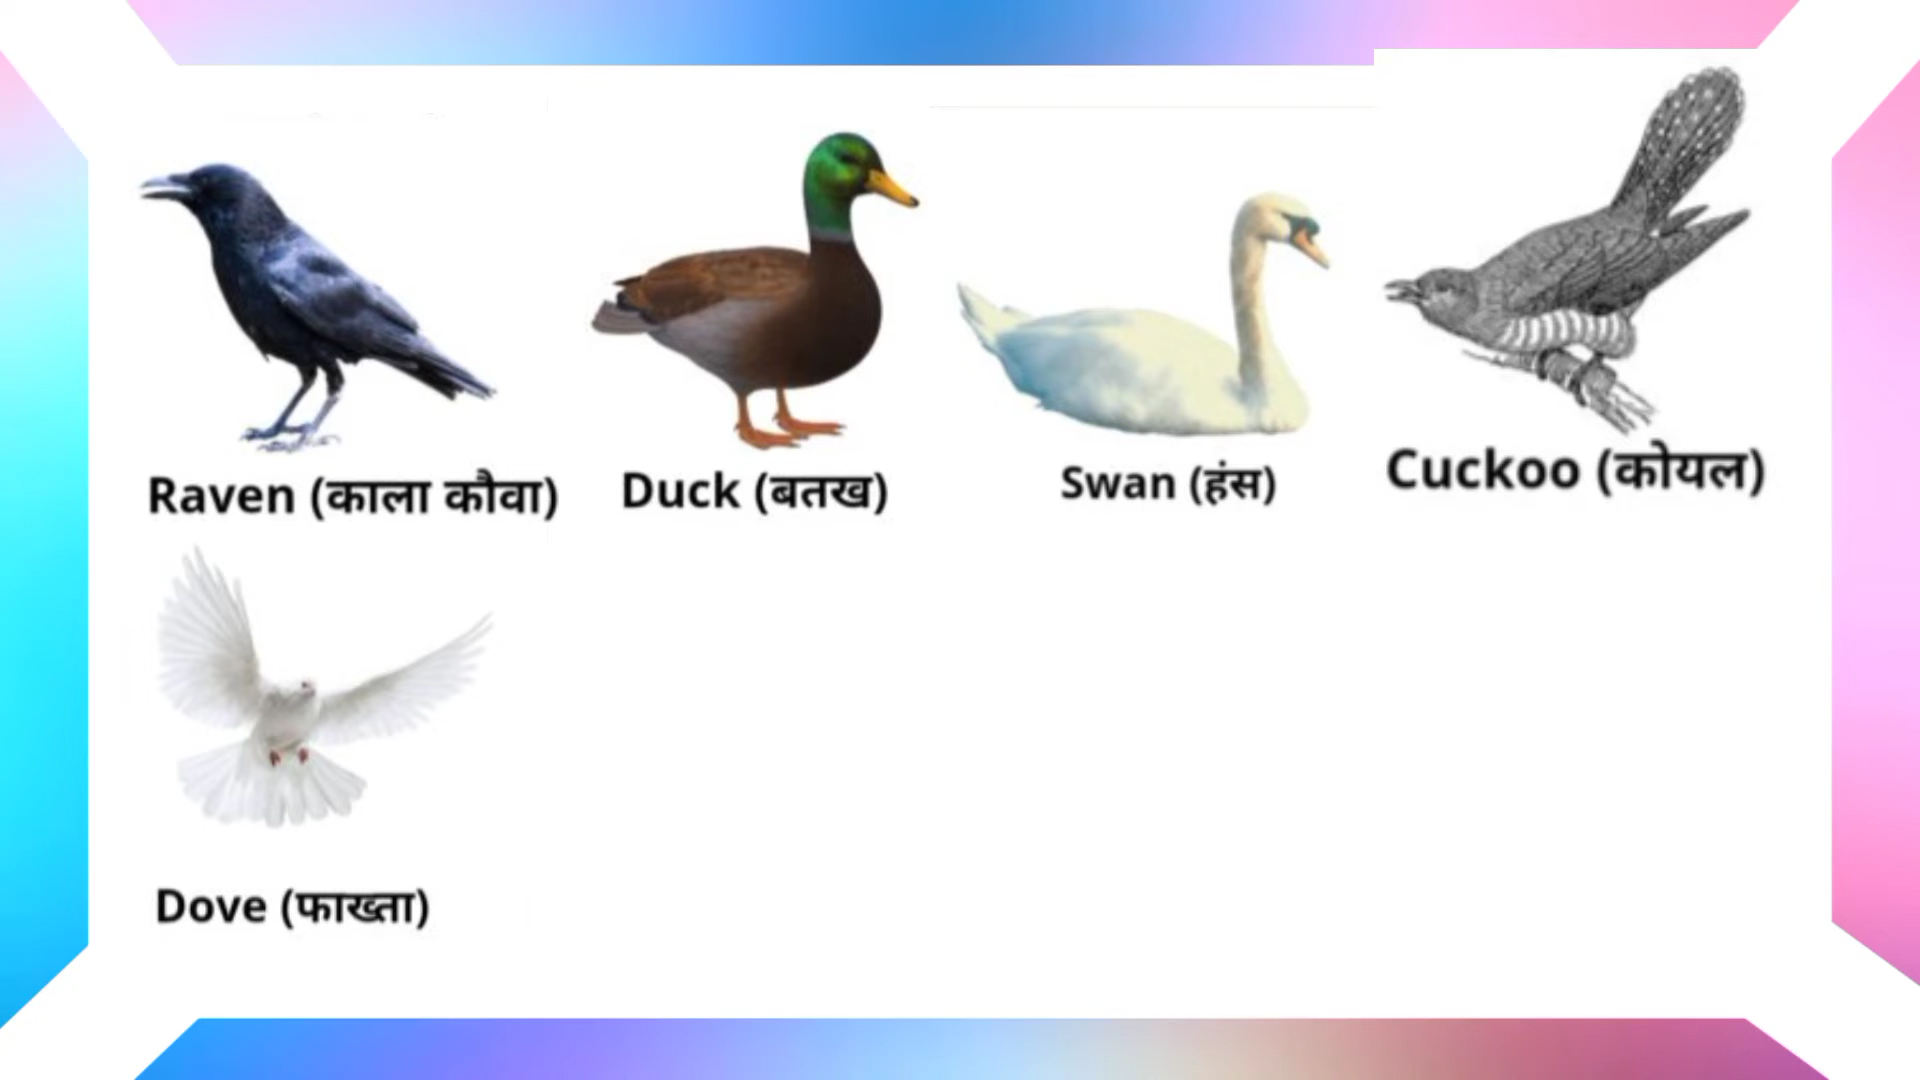 Raven (काला कौवा)
Duck (बतख)
Swan (हंस)
Cuckoo (कोयल)
Dove (फाख्ता)